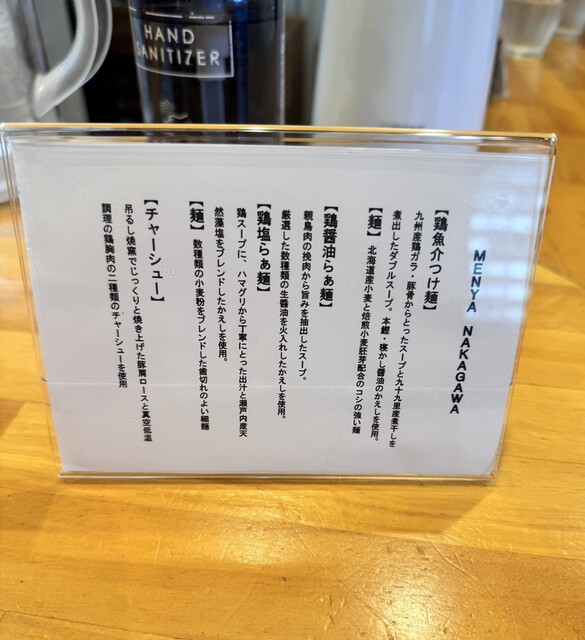 HAND
SANITIZER
MENYA NAKAGAWA
【鶏魚介つけ麺】
九州産鶏ガラ・豚骨からとったスープと九十九里産煮干しを
煮出したダブルスープ。本鰹・寝かし醤油のかえしを使用。
【麺】北海道産小麦と焙煎小麦胚芽配合のコシの強い麺
【鶏醤油らぁ麺】
親鳥肉の挽肉から旨みを抽出したスープ。
厳選した数種類の生醤油を火入れしたかえしを使用。
【鶏塩らぁ麺】
鶏スープに、ハマグリから丁寧にとった出汁と瀬戸内産天
然藻塩をブレンドしたかえしを使用。
【麺】数種類の小麦粉をブレンドした歯切れのよい細麺
【チャーシュー】
吊るし焼窯でじっくりと焼き上げた豚肩ロースと真空低温
調理の鶏胸肉の二種類のチャーシューを使用